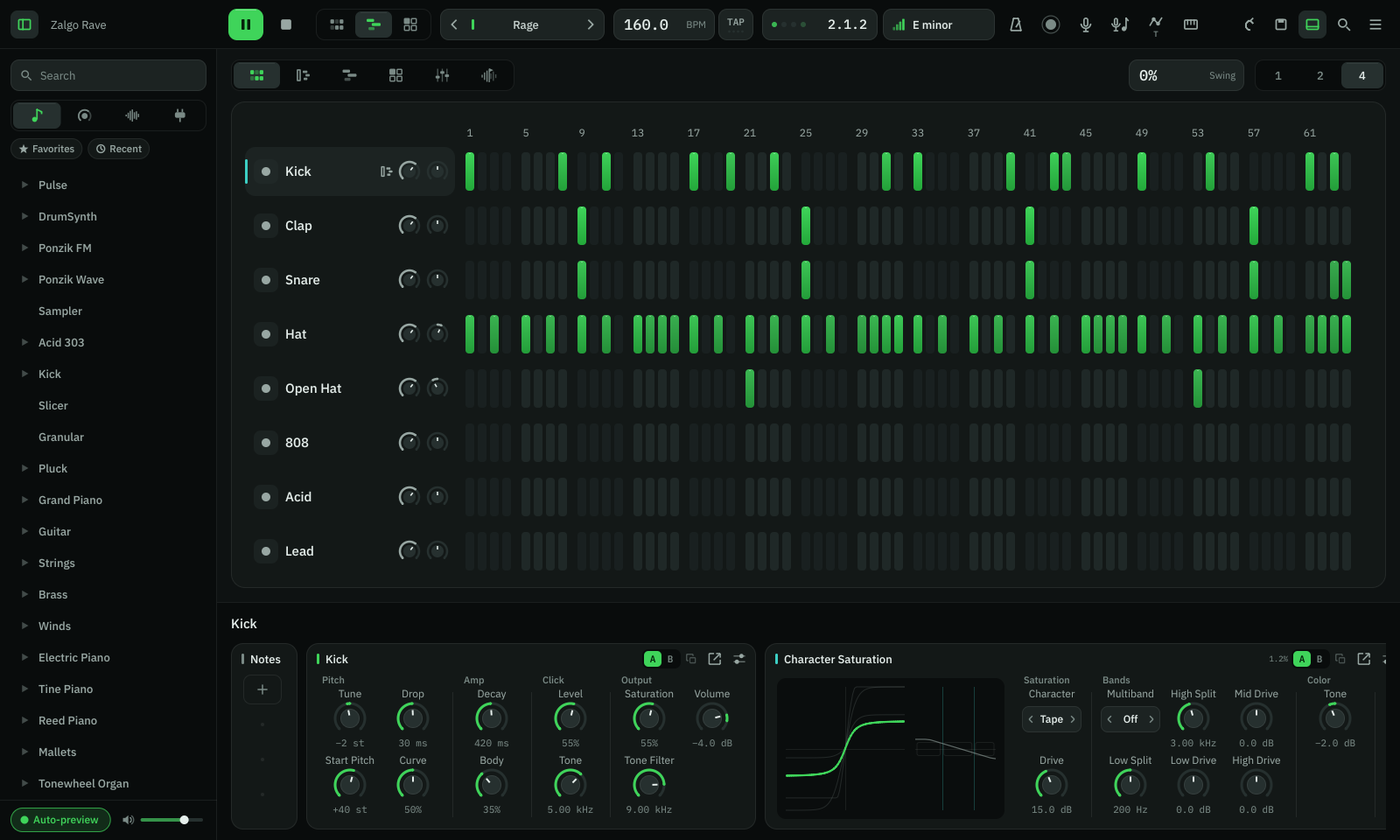 Zalgo Rave
Rage
160.0 BPM
TAP
2.1.2
E minor
T
Search
Favorites
Recent
Pulse
DrumSynth
Ponzik FM
Ponzik Wave
Sampler
Acid 303
Kick
Slicer
Granular
Pluck
Grand Piano
Guitar
Strings
Brass
Winds
Electric Piano
Tine Piano
Reed Piano
Mallets
Tonewheel Organ
Auto-preview
0% Swing
1 2 4
1 5 9 13 17 21 25 29 33 37 41 45 49 53 57 61
Kick
Clap
Snare
Hat
Open Hat
808
Acid
Lead
Kick
Notes
Kick
A B
Pitch Amp Click Output
Tune Drop Decay Level Saturation Volume
−2 st 30 ms 420 ms 55% 55% −4.0 dB
Start Pitch Curve Body Tone Tone Filter
+40 st 50% 35% 5.00 kHz 9.00 kHz
Character Saturation
1.2% A B
Saturation Bands Color
Character Multiband High Split Mid Drive Tone
Tape Off
3.00 kHz 0.0 dB −2.0 dB
Drive Low Split Low Drive High Drive
15.0 dB 200 Hz 0.0 dB 0.0 dB